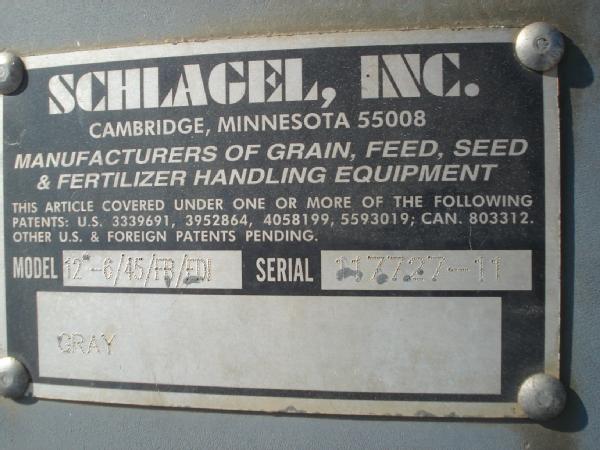 SCHLAGEL, INC.
CAMBRIDGE, MINNESOTA 55008
MANUFACTURERS OF GRAIN, FEED, SEED
& FERTILIZER HANDLING EQUIPMENT
THIS ARTICLE COVERED UNDER ONE OR MORE OF THE FOLLOWING
PATENTS: U.S. 3339691, 3952864, 4058199, 5593019; CAN. 803312.
OTHER U.S. & FOREIGN PATENTS PENDING.
MODEL 12"-6/45/FB/EDI SERIAL 117727-11
GRAY